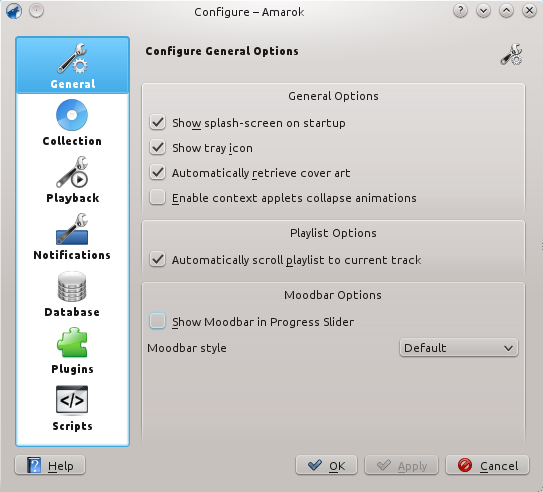 Configure – Amarok
General
Collection
Playback
Notifications
Database
Plugins
Scripts
Configure General Options
General Options
Show splash-screen on startup
Show tray icon
Automatically retrieve cover art
Enable context applets collapse animations
Playlist Options
Automatically scroll playlist to current track
Moodbar Options
Show Moodbar in Progress Slider
Moodbar style Default
Help OK Apply Cancel